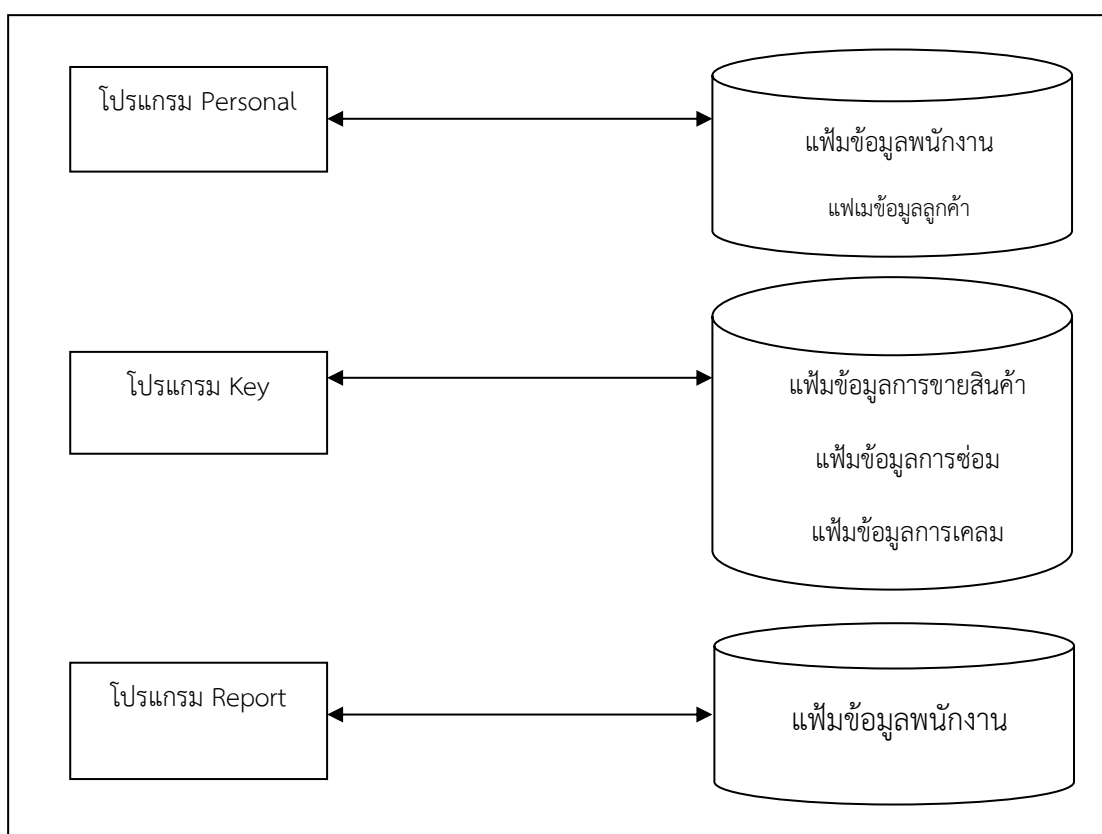 โปรแกรม Personal
แฟ้มข้อมูลพนักงาน
แฟเมข้อมูลลูกค้า
โปรแกรม Key
แฟ้มข้อมูลการขายสินค้า
แฟ้มข้อมูลการซ่อม
แฟ้มข้อมูลการเคลม
โปรแกรม Report
แฟ้มข้อมูลพนักงาน